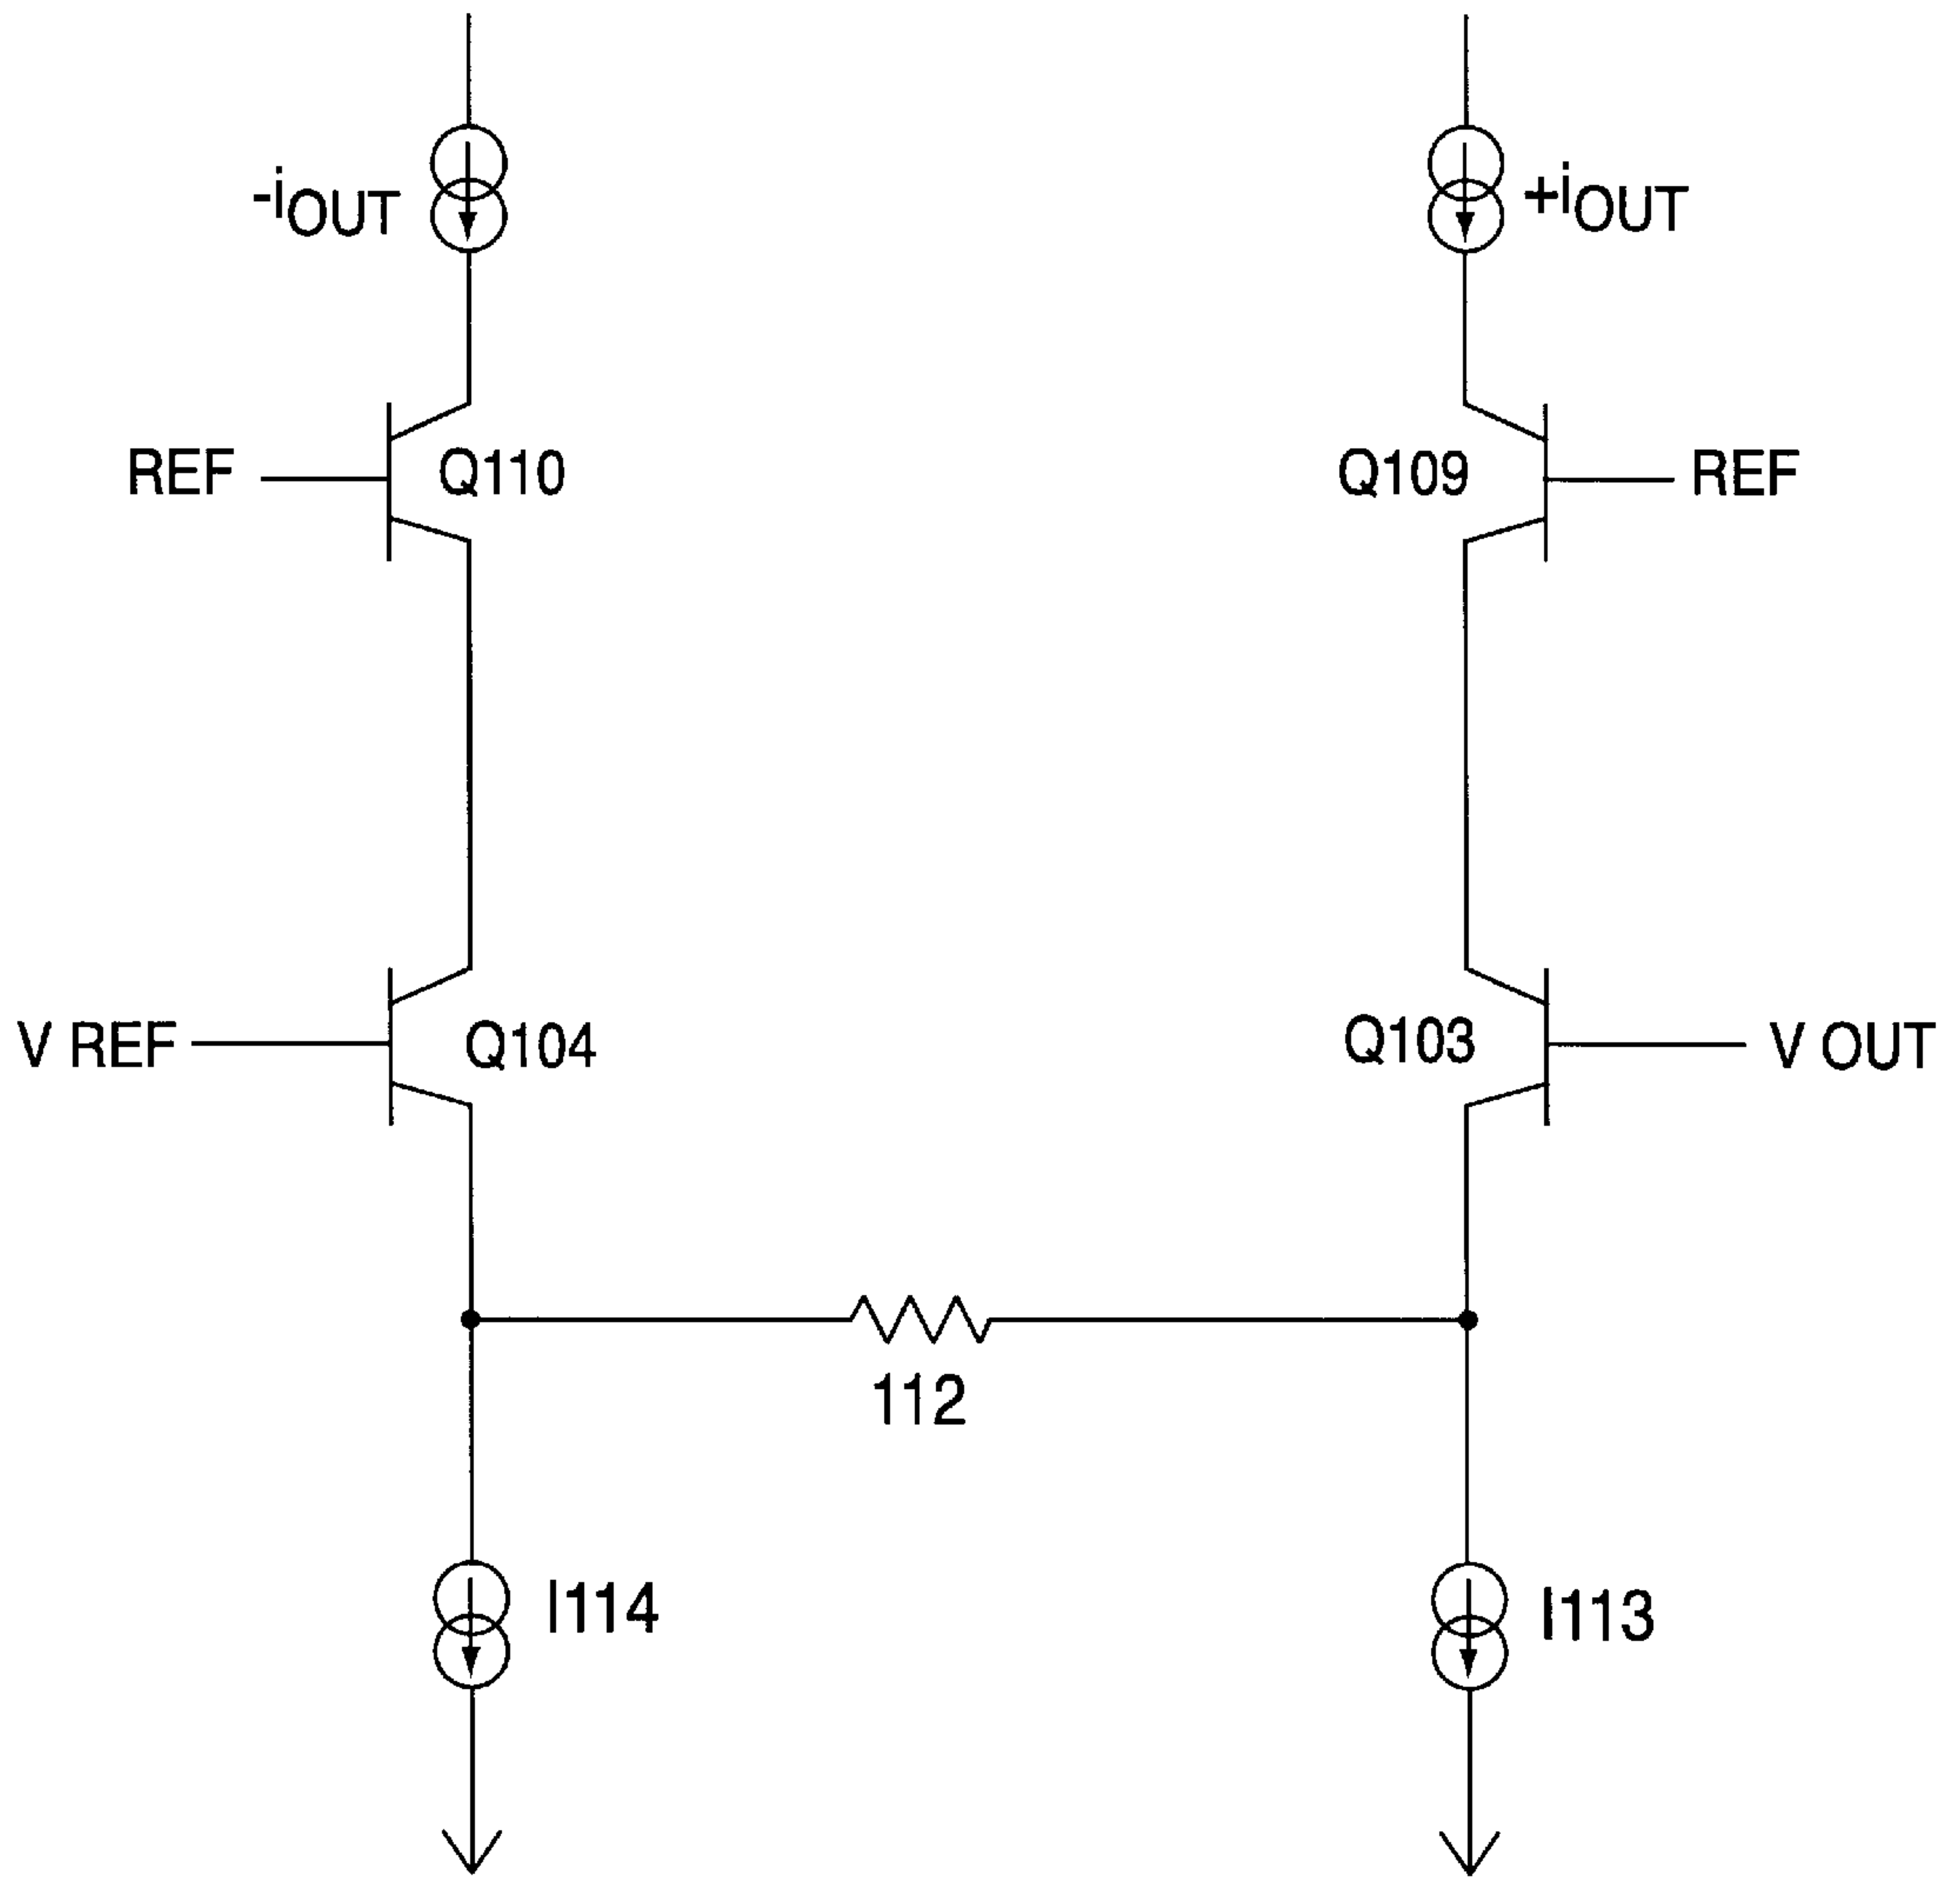 -iOUT
+iOUT
REF
Q110
Q109
REF
V REF
Q104
Q103
V OUT
112
I114
I113